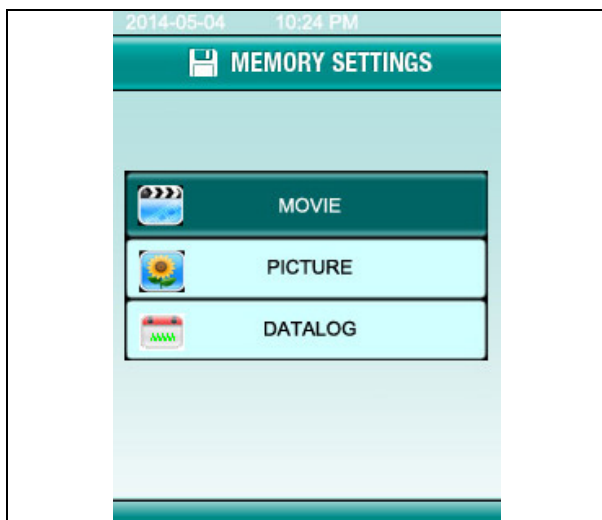 2014-05-04 10:24 PM
MEMORY SETTINGS
MOVIE
PICTURE
DATALOG